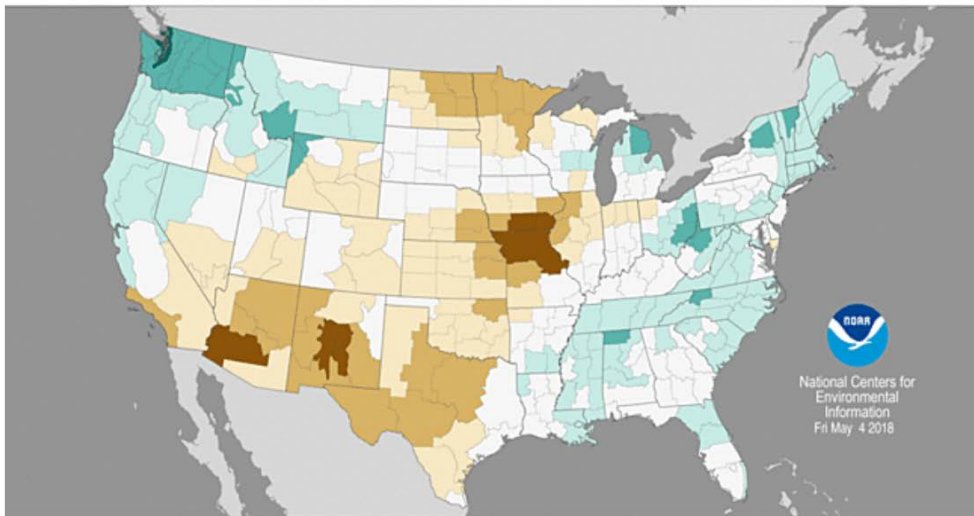 NOAA
National Centers for
Environmental
Information
Fri May 4 2018